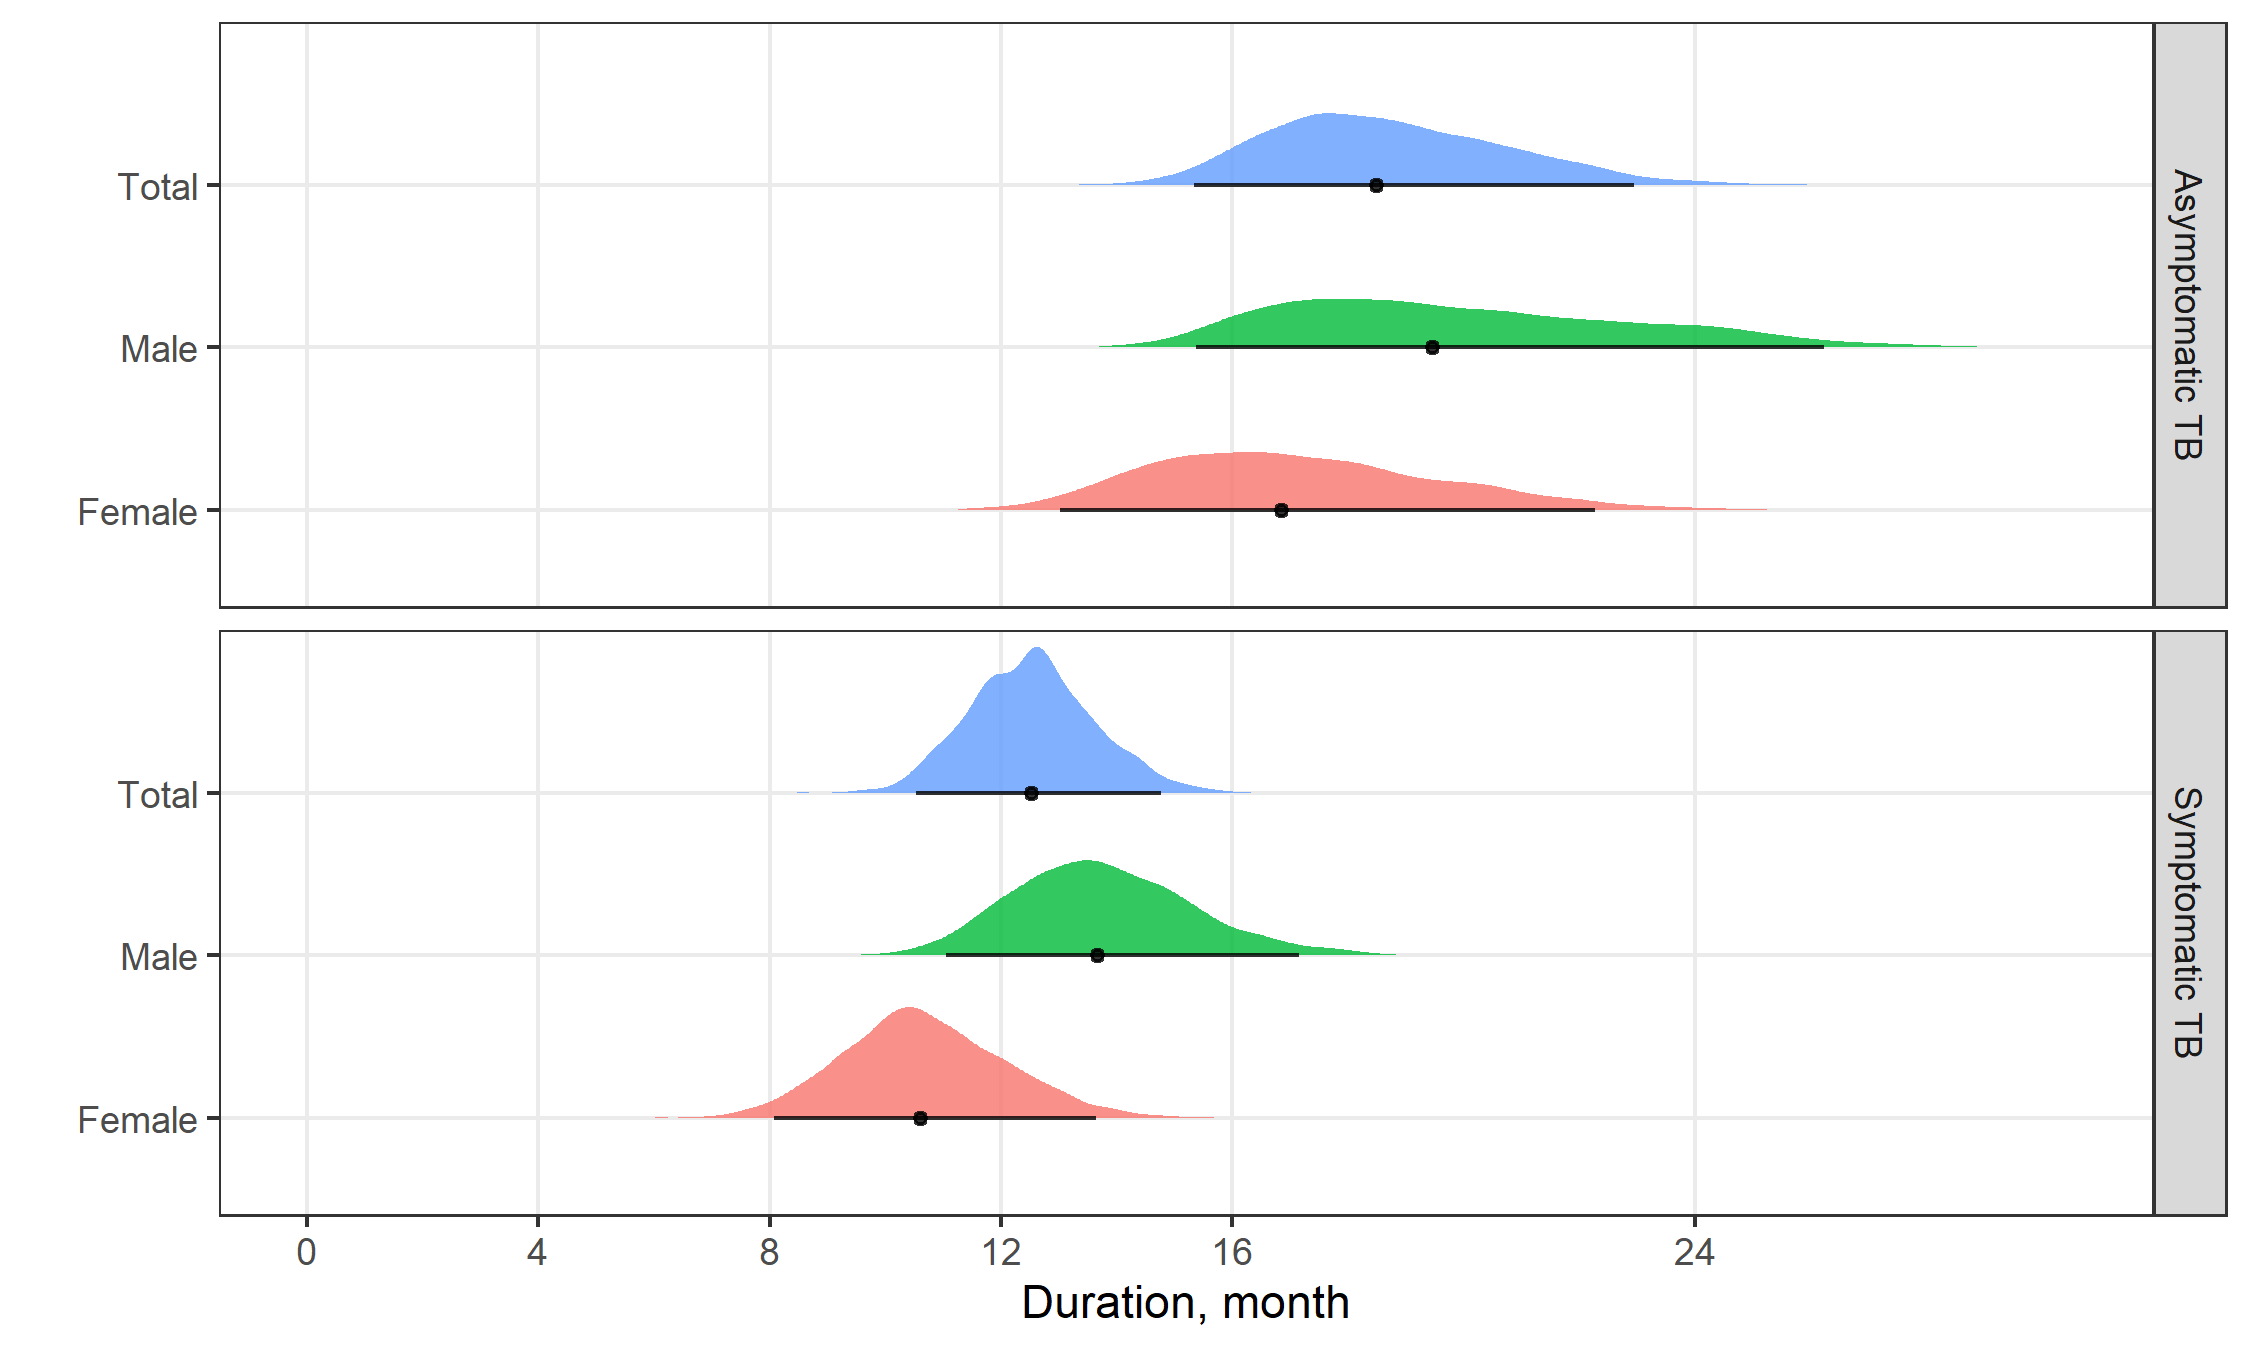 Total
Male
Female
Asymptomatic TB
Total
Male
Female
Symptomatic TB
0 4 8 12 16 24
Duration, month